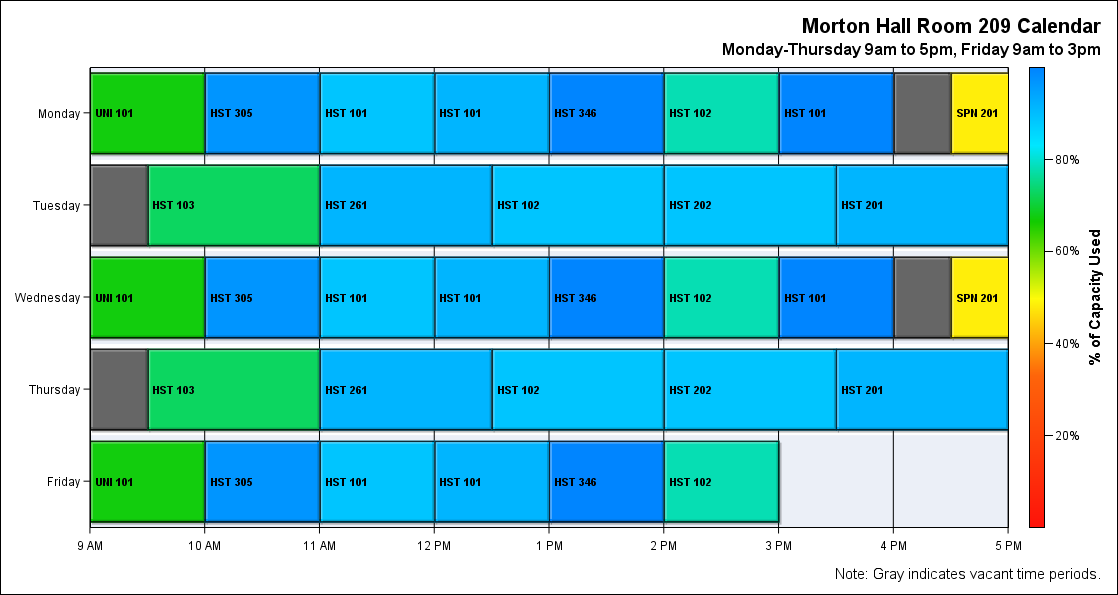 Morton Hall Room 209 Calendar
Monday-Thursday 9am to 5pm, Friday 9am to 3pm
Monday
UNI 101
HST 305
HST 101
HST 101
HST 346
HST 102
HST 101
SPN 201
Tuesday
HST 103
HST 261
HST 102
HST 202
HST 201
Wednesday
UNI 101
HST 305
HST 101
HST 101
HST 346
HST 102
HST 101
SPN 201
Thursday
HST 103
HST 261
HST 102
HST 202
HST 201
Friday
UNI 101
HST 305
HST 101
HST 101
HST 346
HST 102
9 AM
10 AM
11 AM
12 PM
1 PM
2 PM
3 PM
4 PM
5 PM
80%
60%
40%
20%
% of Capacity Used
Note: Gray indicates vacant time periods.